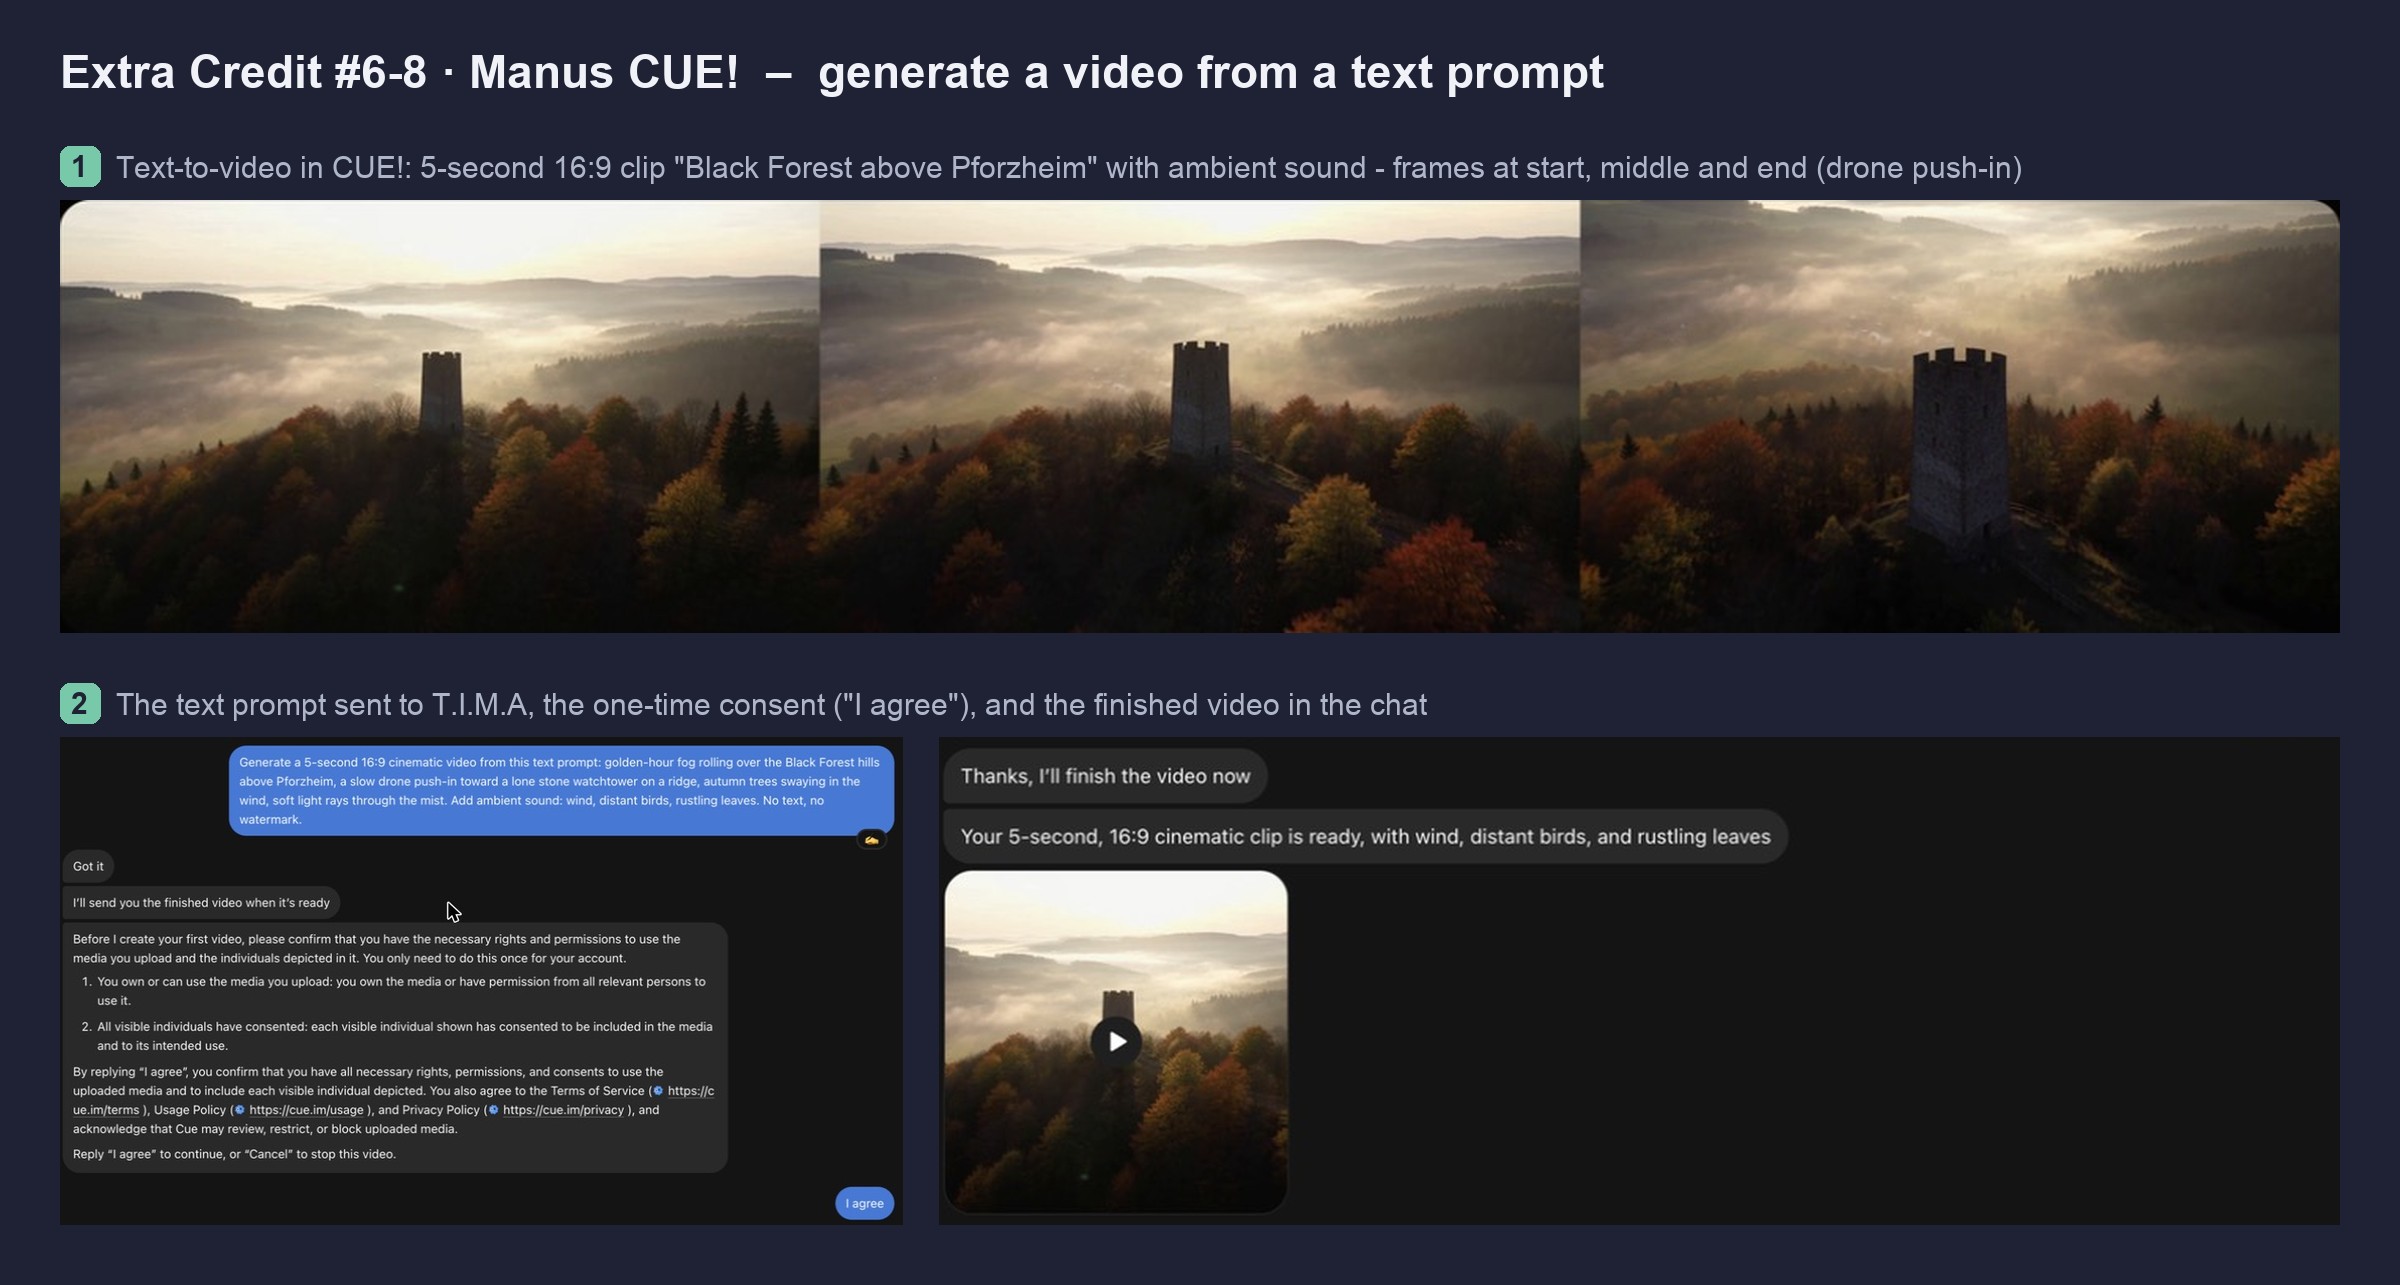 Extra Credit #6-8 · Manus CUE! – generate a video from a text prompt
1 Text-to-video in CUE!: 5-second 16:9 clip "Black Forest above Pforzheim" with ambient sound - frames at start, middle and end (drone push-in)
2 The text prompt sent to T.I.M.A, the one-time consent ("I agree"), and the finished video in the chat
Generate a 5-second 16:9 cinematic video from this text prompt: golden-hour fog rolling over the Black Forest hills
above Pforzheim, a slow drone push-in toward a lone stone watchtower on a ridge, autumn trees swaying in the
wind, soft light rays through the mist. Add ambient sound: wind, distant birds, rustling leaves. No text, no
watermark.
Got it
I'll send you the finished video when it's ready
Before I create your first video, please confirm that you have the necessary rights and permissions to use the
media you upload and the individuals depicted in it. You only need to do this once for your account.
1. You own or can use the media you upload: you own the media or have permission from all relevant persons to
use it.
2. All visible individuals have consented: each visible individual shown has consented to be included in the media
and to its intended use.
By replying “I agree”, you confirm that you have all necessary rights, permissions, and consents to use the
uploaded media and to include each visible individual depicted. You also agree to the Terms of Service ( https://c
ue.im/terms ), Usage Policy ( https://cue.im/usage ), and Privacy Policy ( https://cue.im/privacy ), and
acknowledge that Cue may review, restrict, or block uploaded media.
Reply “I agree” to continue, or “Cancel” to stop this video.
I agree
Thanks, I’ll finish the video now
Your 5-second, 16:9 cinematic clip is ready, with wind, distant birds, and rustling leaves